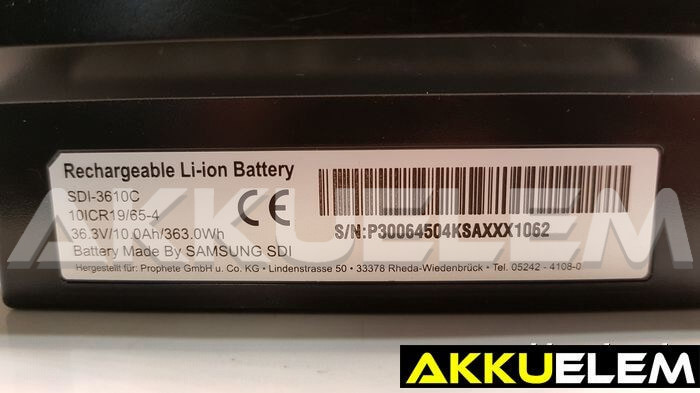 Rechargeable Li-ion Battery
SDI-3610C
10ICR19/65-4
36.3V/10.0Ah/363.0Wh
Battery Made By SAMSUNG SDI
CE
S/N:P30064504KSAXXX1062
Hergestellt für: Prophete GmbH u. Co. KG • Lindenstrasse 50 • 33378 Rheda-Wiedenbrück • Tel. 05242 - 4108-0
AKKUELEM
AKKUELEM